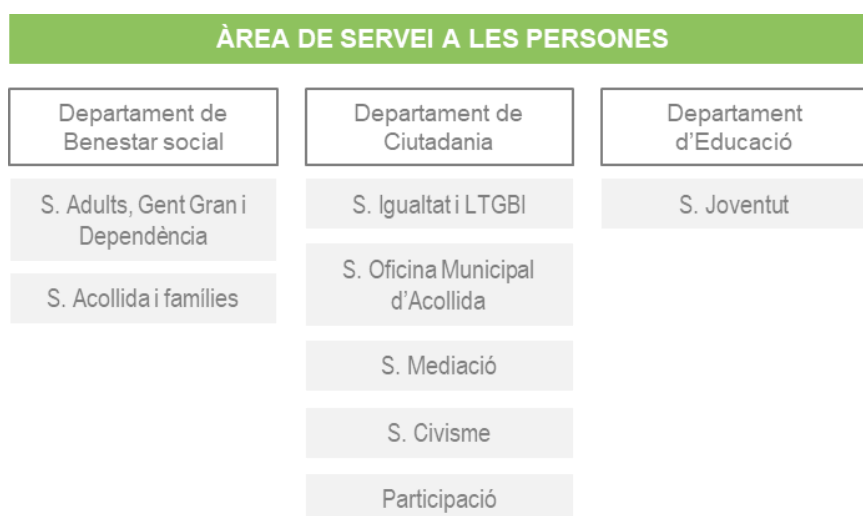 ÀREA DE SERVEI A LES PERSONES
Departament de
Benestar social
S. Adults, Gent Gran i
Dependència
S. Acollida i famílies
Departament de
Ciutadania
S. Igualtat i LTGBI
S. Oficina Municipal
d’Acollida
S. Mediació
S. Civisme
Participació
Departament
d’Educació
S. Joventut